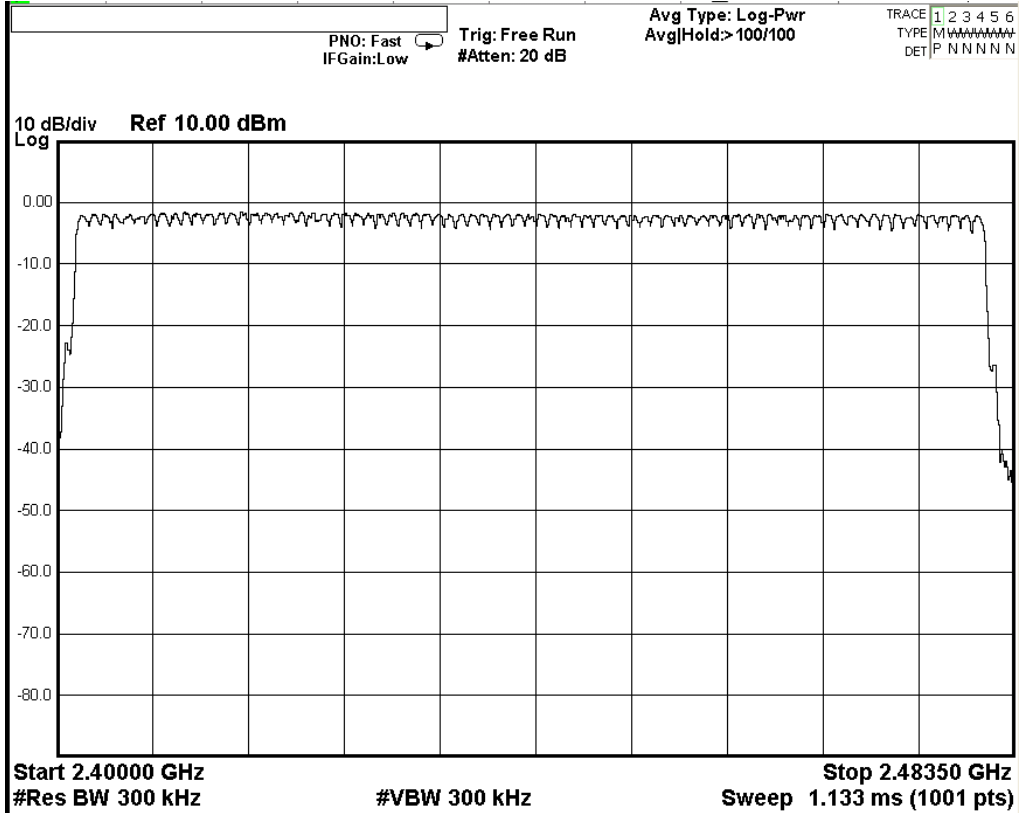 Avg Type: Log-Pwr
TRACE 1 2 3 4 5 6
PNO: Fast Trig: Free Run Avg|Hold:>100/100
TYPE M WWWWW
IFGain:Low #Atten: 20 dB
DET P N N N N N
10 dB/div Ref 10.00 dBm
Log
0.00
-10.0
-20.0
-30.0
-40.0
-50.0
-60.0
-70.0
-80.0
Start 2.40000 GHz Stop 2.48350 GHz
#Res BW 300 kHz #VBW 300 kHz Sweep 1.133 ms (1001 pts)